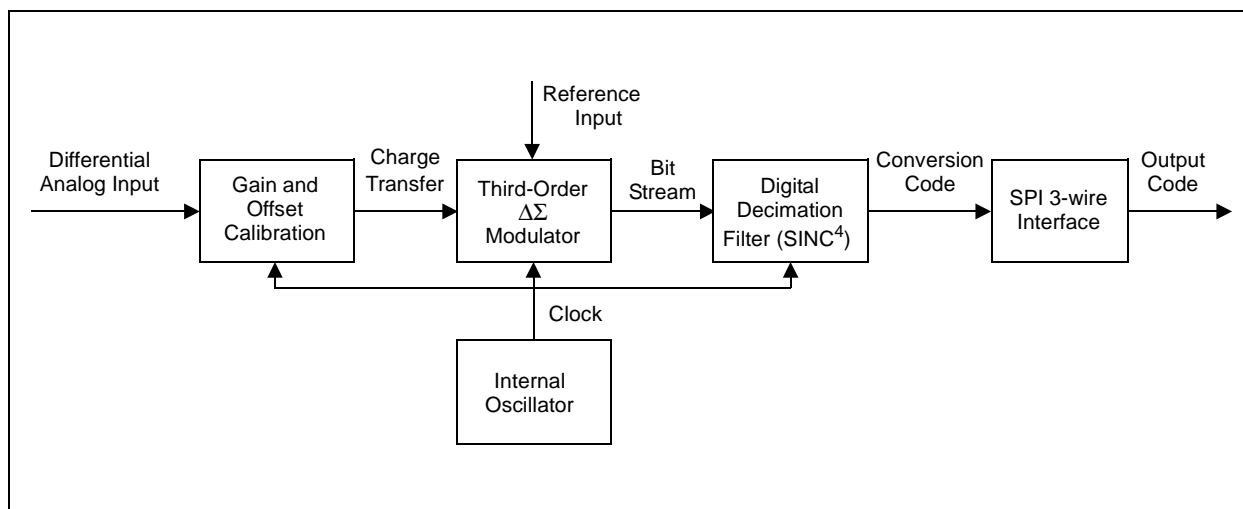 Reference
Input
Differential
Analog Input
Gain and
Offset
Calibration
Charge
Transfer
Third-Order
ΔΣ
Modulator
Bit
Stream
Digital
Decimation
Filter (SINC⁴)
Conversion
Code
SPI 3-wire
Interface
Output
Code
Clock
Internal
Oscillator